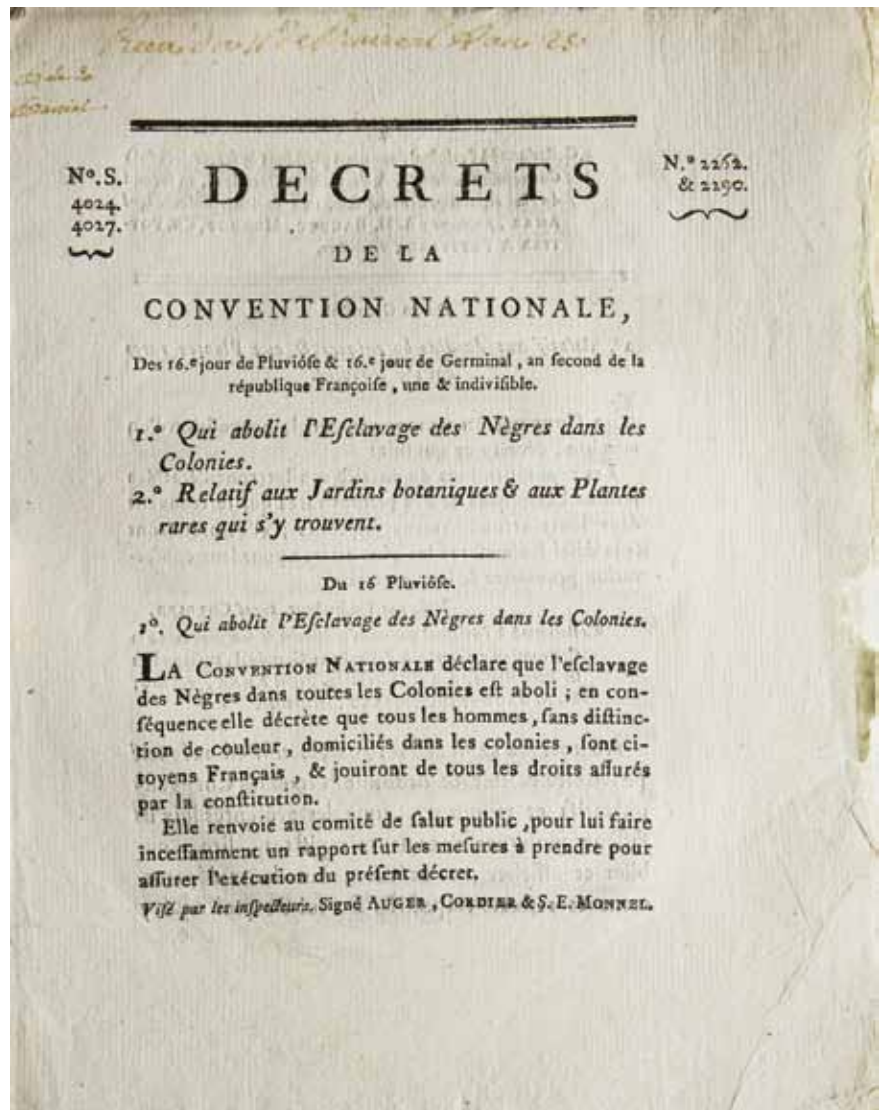 N°. S.
4024.
4027.
DECRETS
N.° 2262.
& 2290.
DE LA
CONVENTION NATIONALE,
Des 16.e jour de Pluviôſe & 16.e jour de Germinal, an ſecond de la
république Françoiſe, une & indiviſible.
1.° Qui abolit l'Eſclavage des Nègres dans les
Colonies.
2.° Relatif aux Jardins botaniques & aux Plantes
rares qui s'y trouvent.
Du 16 Pluviôſe.
1°. Qui abolit l'Eſclavage des Nègres dans les Colonies.
LA CONVENTION NATIONALE déclare que l'eſclavage
des Nègres dans toutes les Colonies eſt aboli ; en con-
ſéquence elle décrète que tous les hommes, ſans diſtinc-
tion de couleur, domiciliés dans les colonies, ſont ci-
toyens Français, & jouiront de tous les droits aſſurés
par la conſtitution.
Elle renvoie au comité de ſalut public, pour lui faire
inceſſamment un rapport ſur les meſures à prendre pour
aſſurer l'exécution du préſent décret.
Viſé par les inſpecteurs. Signé AUGER, CORDIER & S. E. MONNEL.